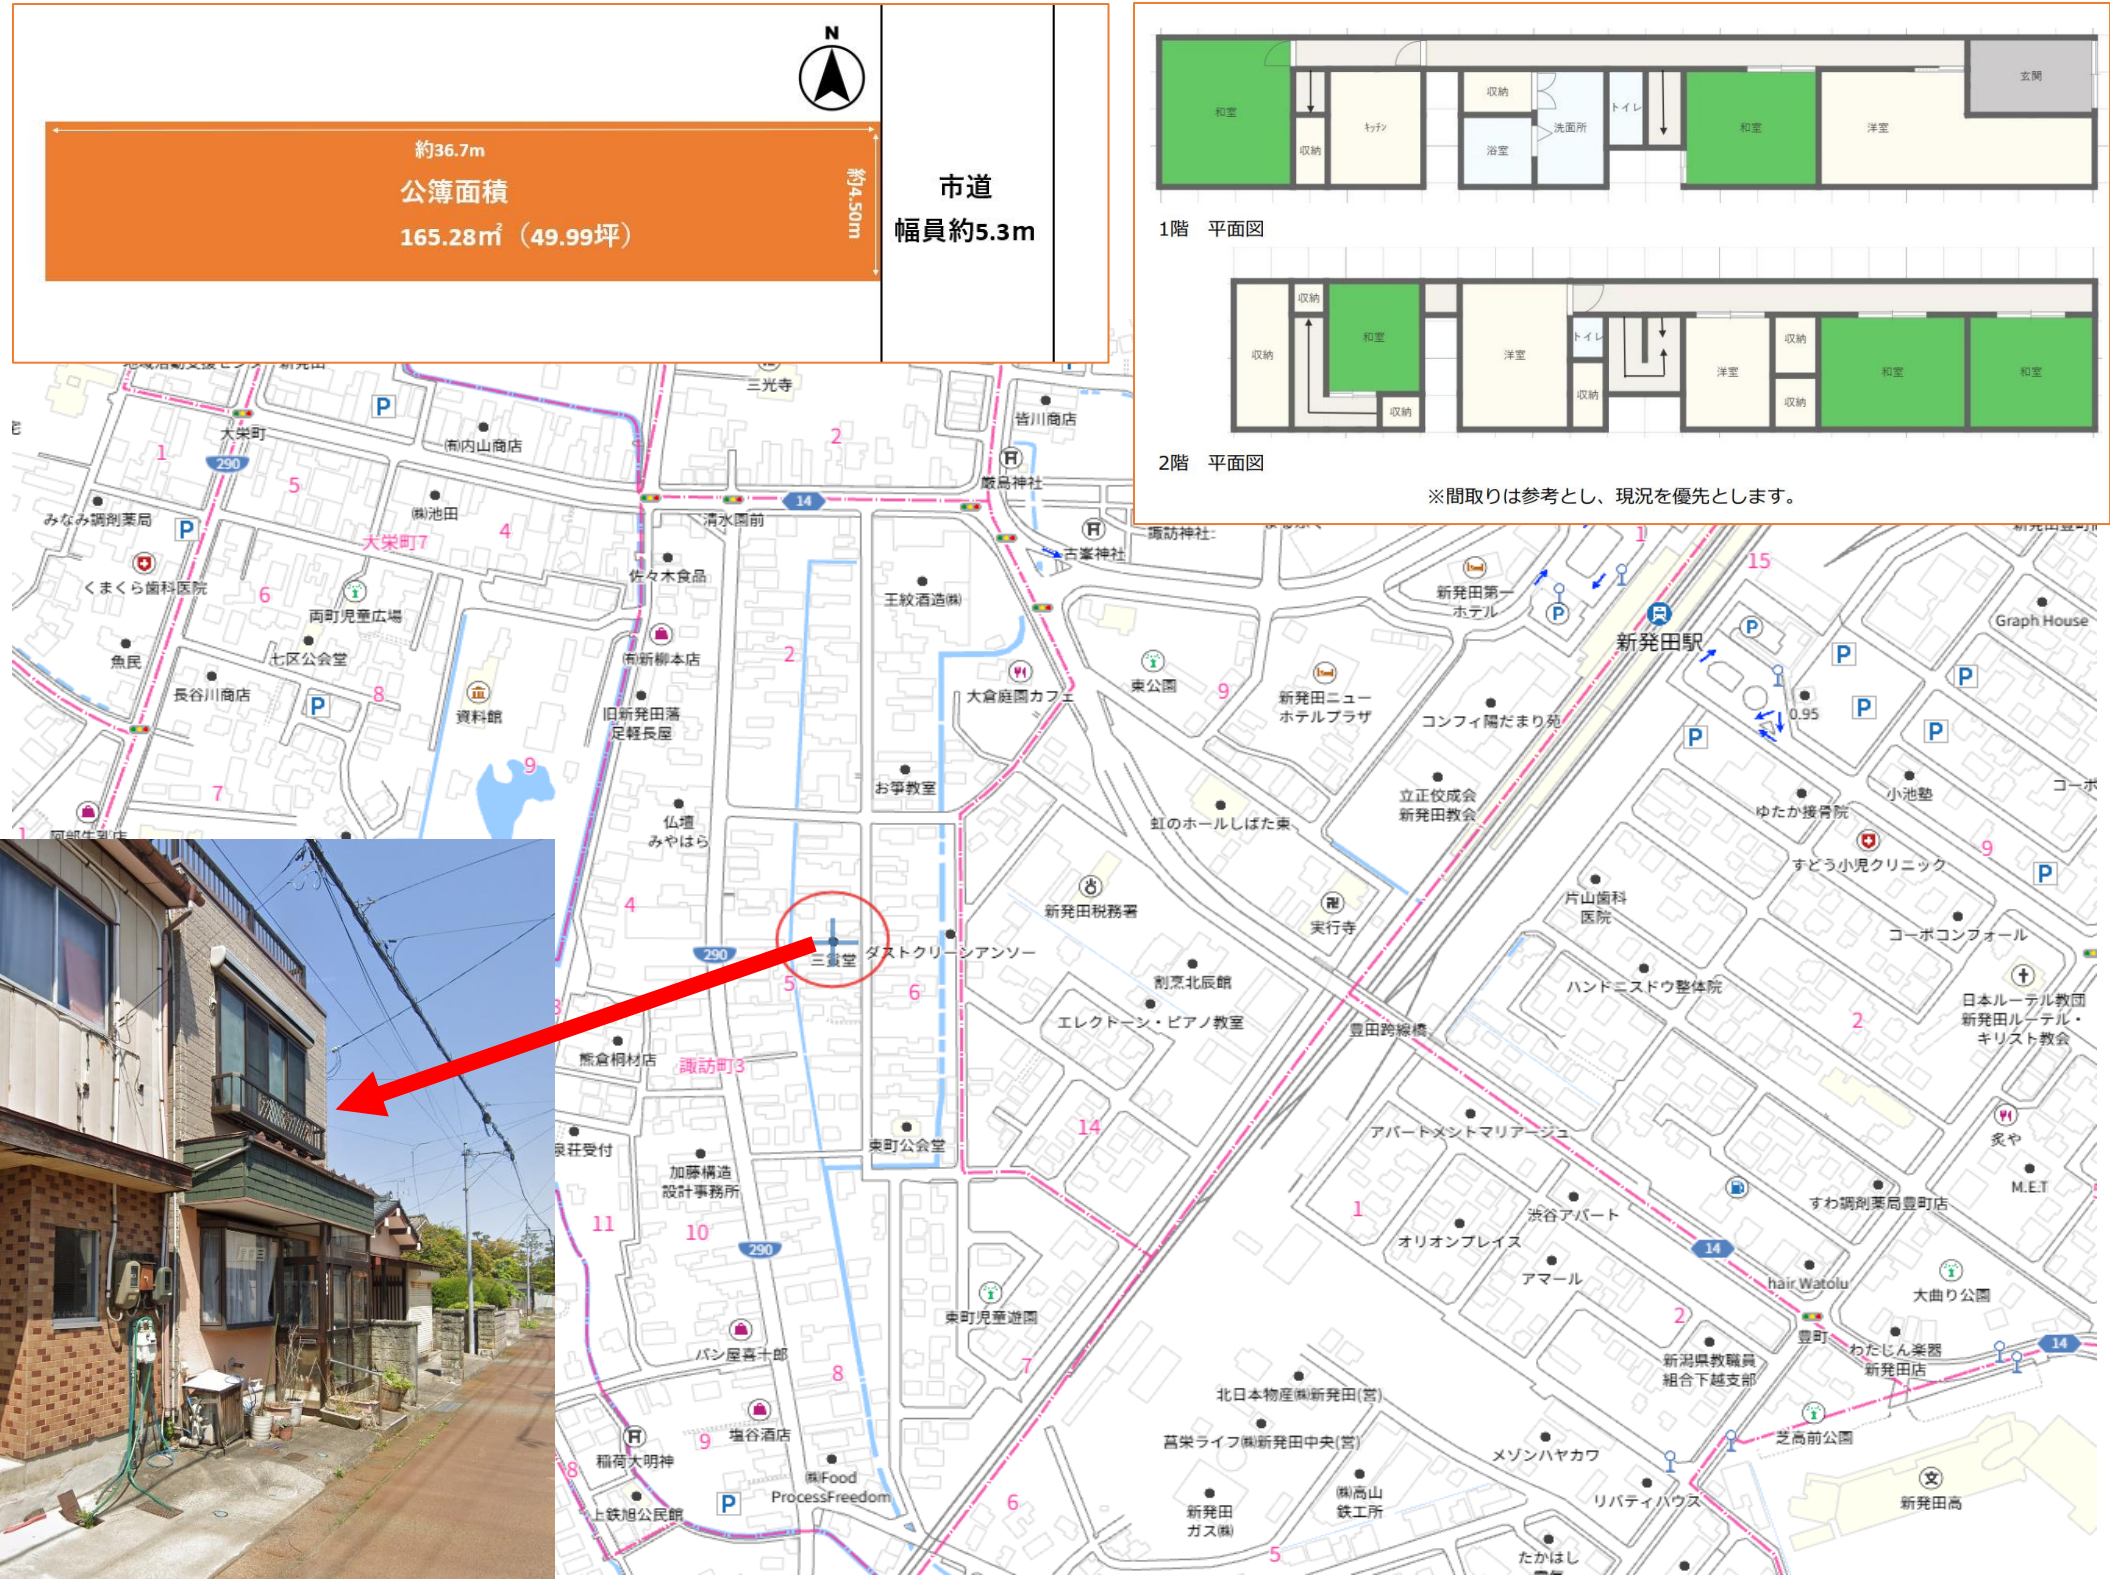 N
約36.7m
公簿面積
165.28㎡（49.99坪）
約4.50m
市道
幅員約5.3m
和室
収納
キッチン
収納
浴室
洗面所
トイレ
和室
洋室
玄関
1階　平面図
収納
収納
和室
収納
洋室
トイレ
収納
洋室
収納
収納
和室
和室
2階　平面図
※間取りは参考とし、現況を優先とします。
三光寺
皆川商店
大栄町
㈲内山商店
290
1
5
2
厳島神社
14
清水園前
みなみ調剤薬局
㈱池田
4
大栄町7
古峯神社
諏訪神社
くまくら歯科医院
6
両町児童広場
佐々木食品
王紋酒造㈱
新発田第一
ホテル
1
15
新発田駅
Graph House
魚民
七区公会堂
㈲新柳本店
2
長谷川商店
8
資料館
旧新発田藩
足軽長屋
大倉庭園カフェ
東公園
9
新発田ニュー
ホテルプラザ
コンフィ陽だまり苑
0.95
7
9
お箏教室
仏壇
みやはら
虹のホールしばた東
立正佼成会
新発田教会
ゆたか接骨院
小池塾
すどう小児クリニック
9
4
新発田税務署
実行寺
片山歯科
医院
コーポコンフォール
290
ダストクリーンアンソー
5
6
割烹北辰館
エレクトーン・ピアノ教室
ハンドニスドウ整体院
日本ルーテル教団
新発田ルーテル・
キリスト教会
2
豊田跨線橋
熊倉桐材店
諏訪町3
14
東町公会堂
アパートメントマリアージュ
炙や
M.E.T
加藤構造
設計事務所
11
10
290
1
渋谷アパート
オリオンプレイス
すわ調剤薬局豊町店
14
アマール
hair Watolu
大曲り公園
東町児童遊園
2
豊町
わたじん楽器
新発田店
14
パン屋喜十郎
8
7
新潟県教職員
組合下越支部
北日本物産㈱新発田(営)
塩谷酒店
9
稲荷大明神
菖栄ライフ㈱新発田中央(営)
芝高前公園
メゾンハヤカワ
㈱Food
ProcessFreedom
8
上鉄旭公民館
6
新発田
ガス㈱
㈱高山
鉄工所
リバティハウス
新発田高
5
たかはし